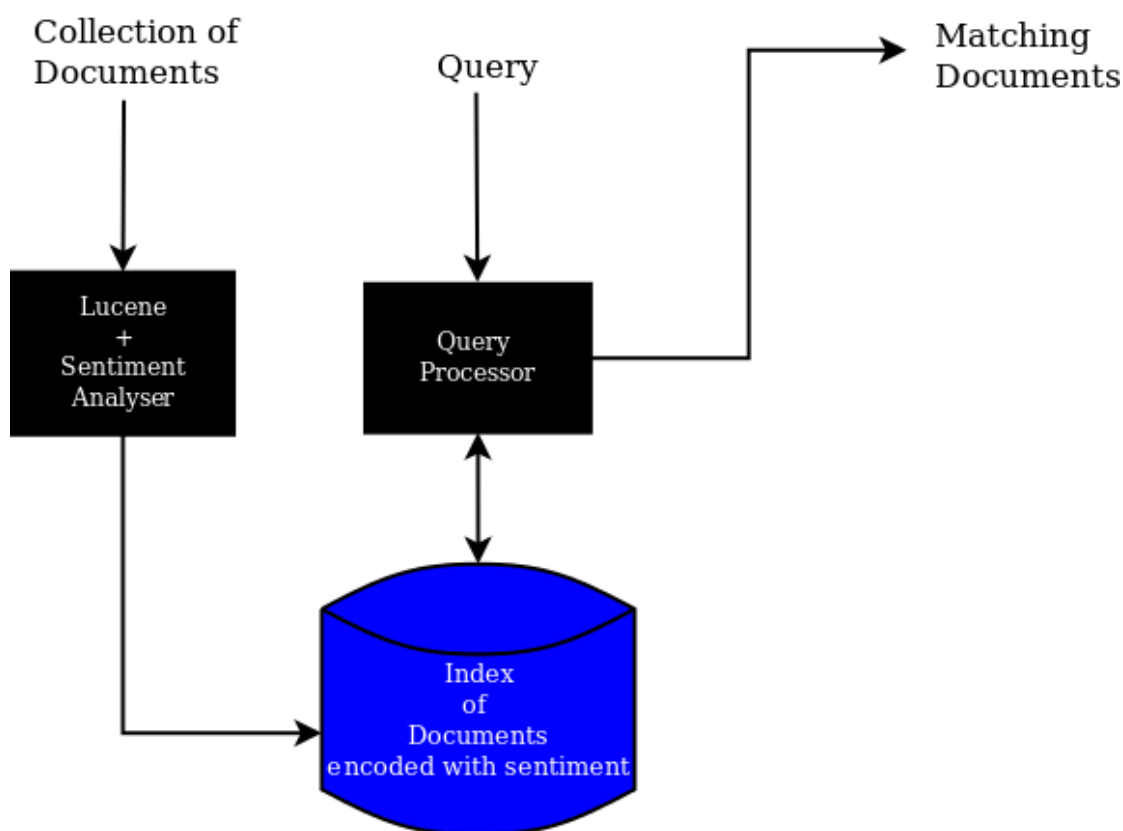 Collection of
Documents
Query
Matching
Documents
Lucene
+
Sentiment
Analyser
Query
Processor
Index
of
Documents
encoded with sentiment